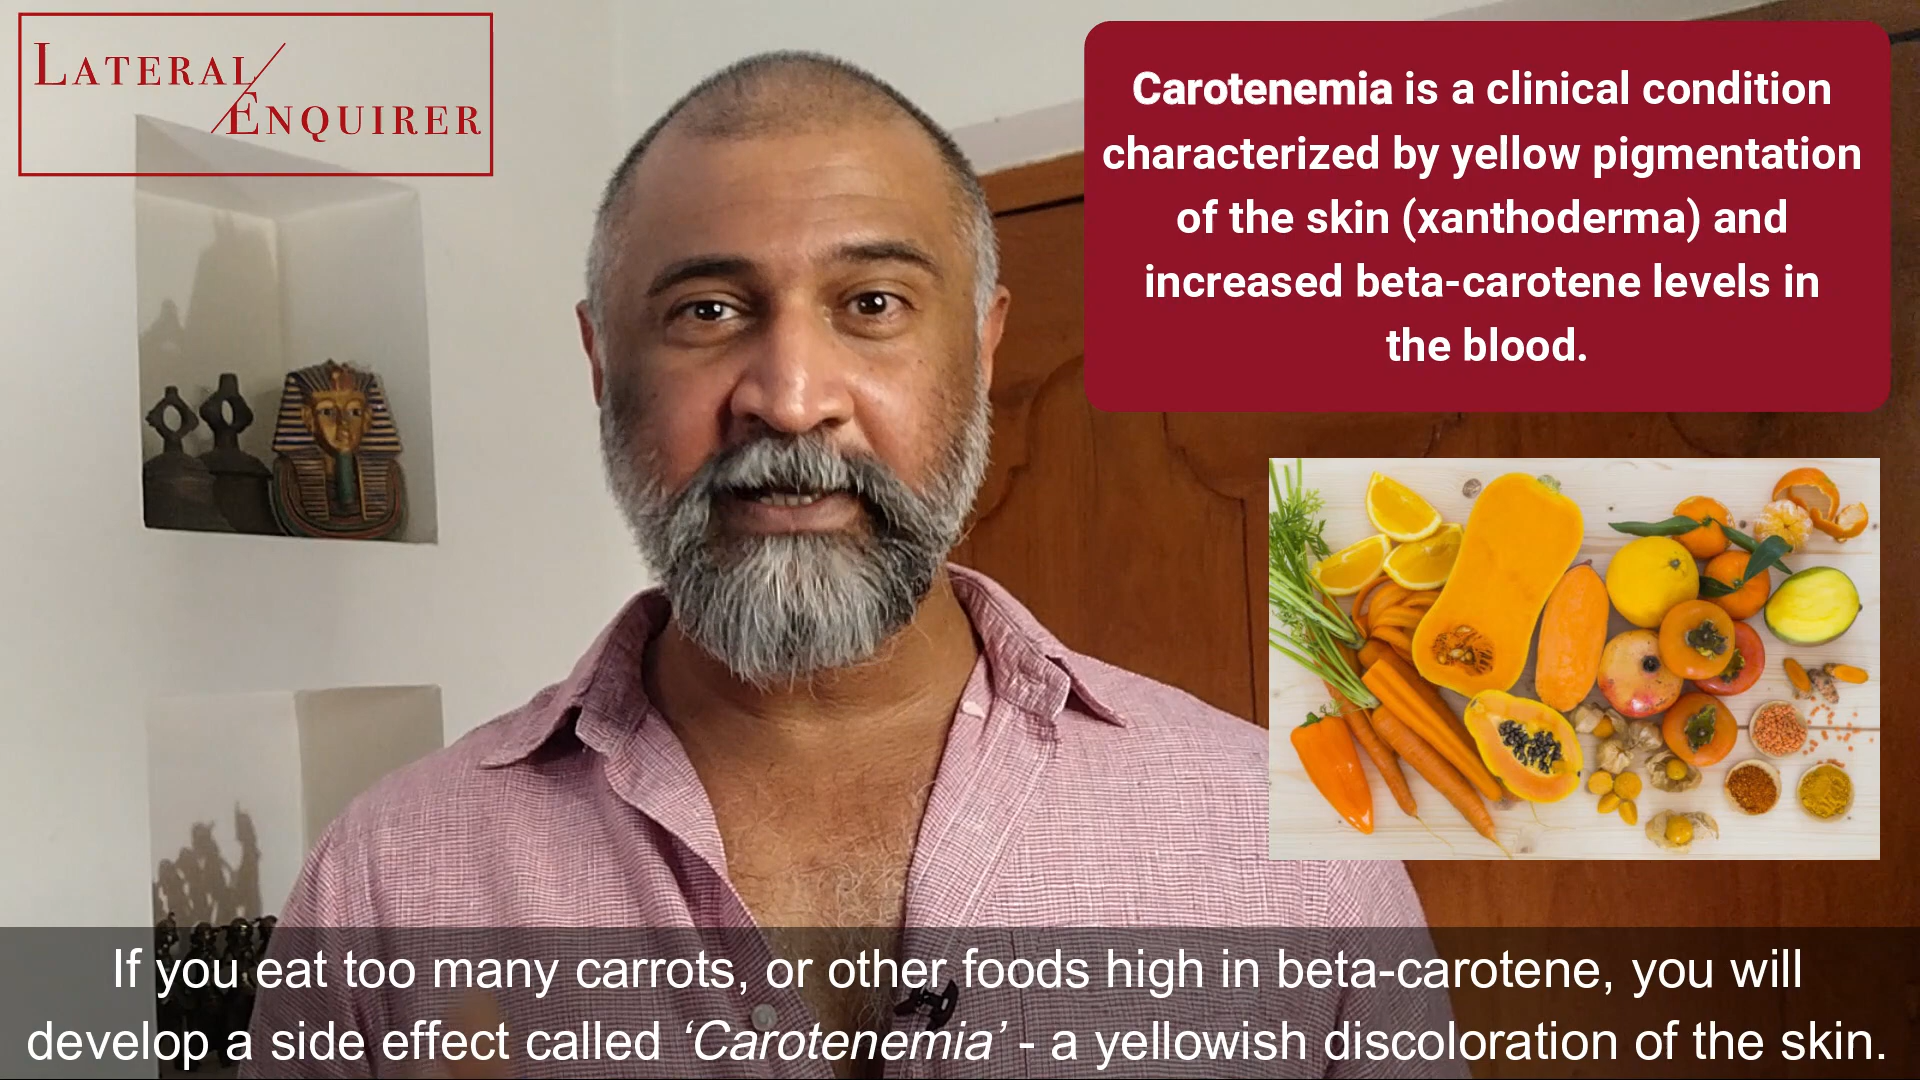 LATERAL
ENQUIRER
Carotenemia is a clinical condition
characterized by yellow pigmentation
of the skin (xanthoderma) and
increased beta-carotene levels in
the blood.
If you eat too many carrots, or other foods high in beta-carotene, you will
develop a side effect called ‘Carotenemia’ - a yellowish discoloration of the skin.